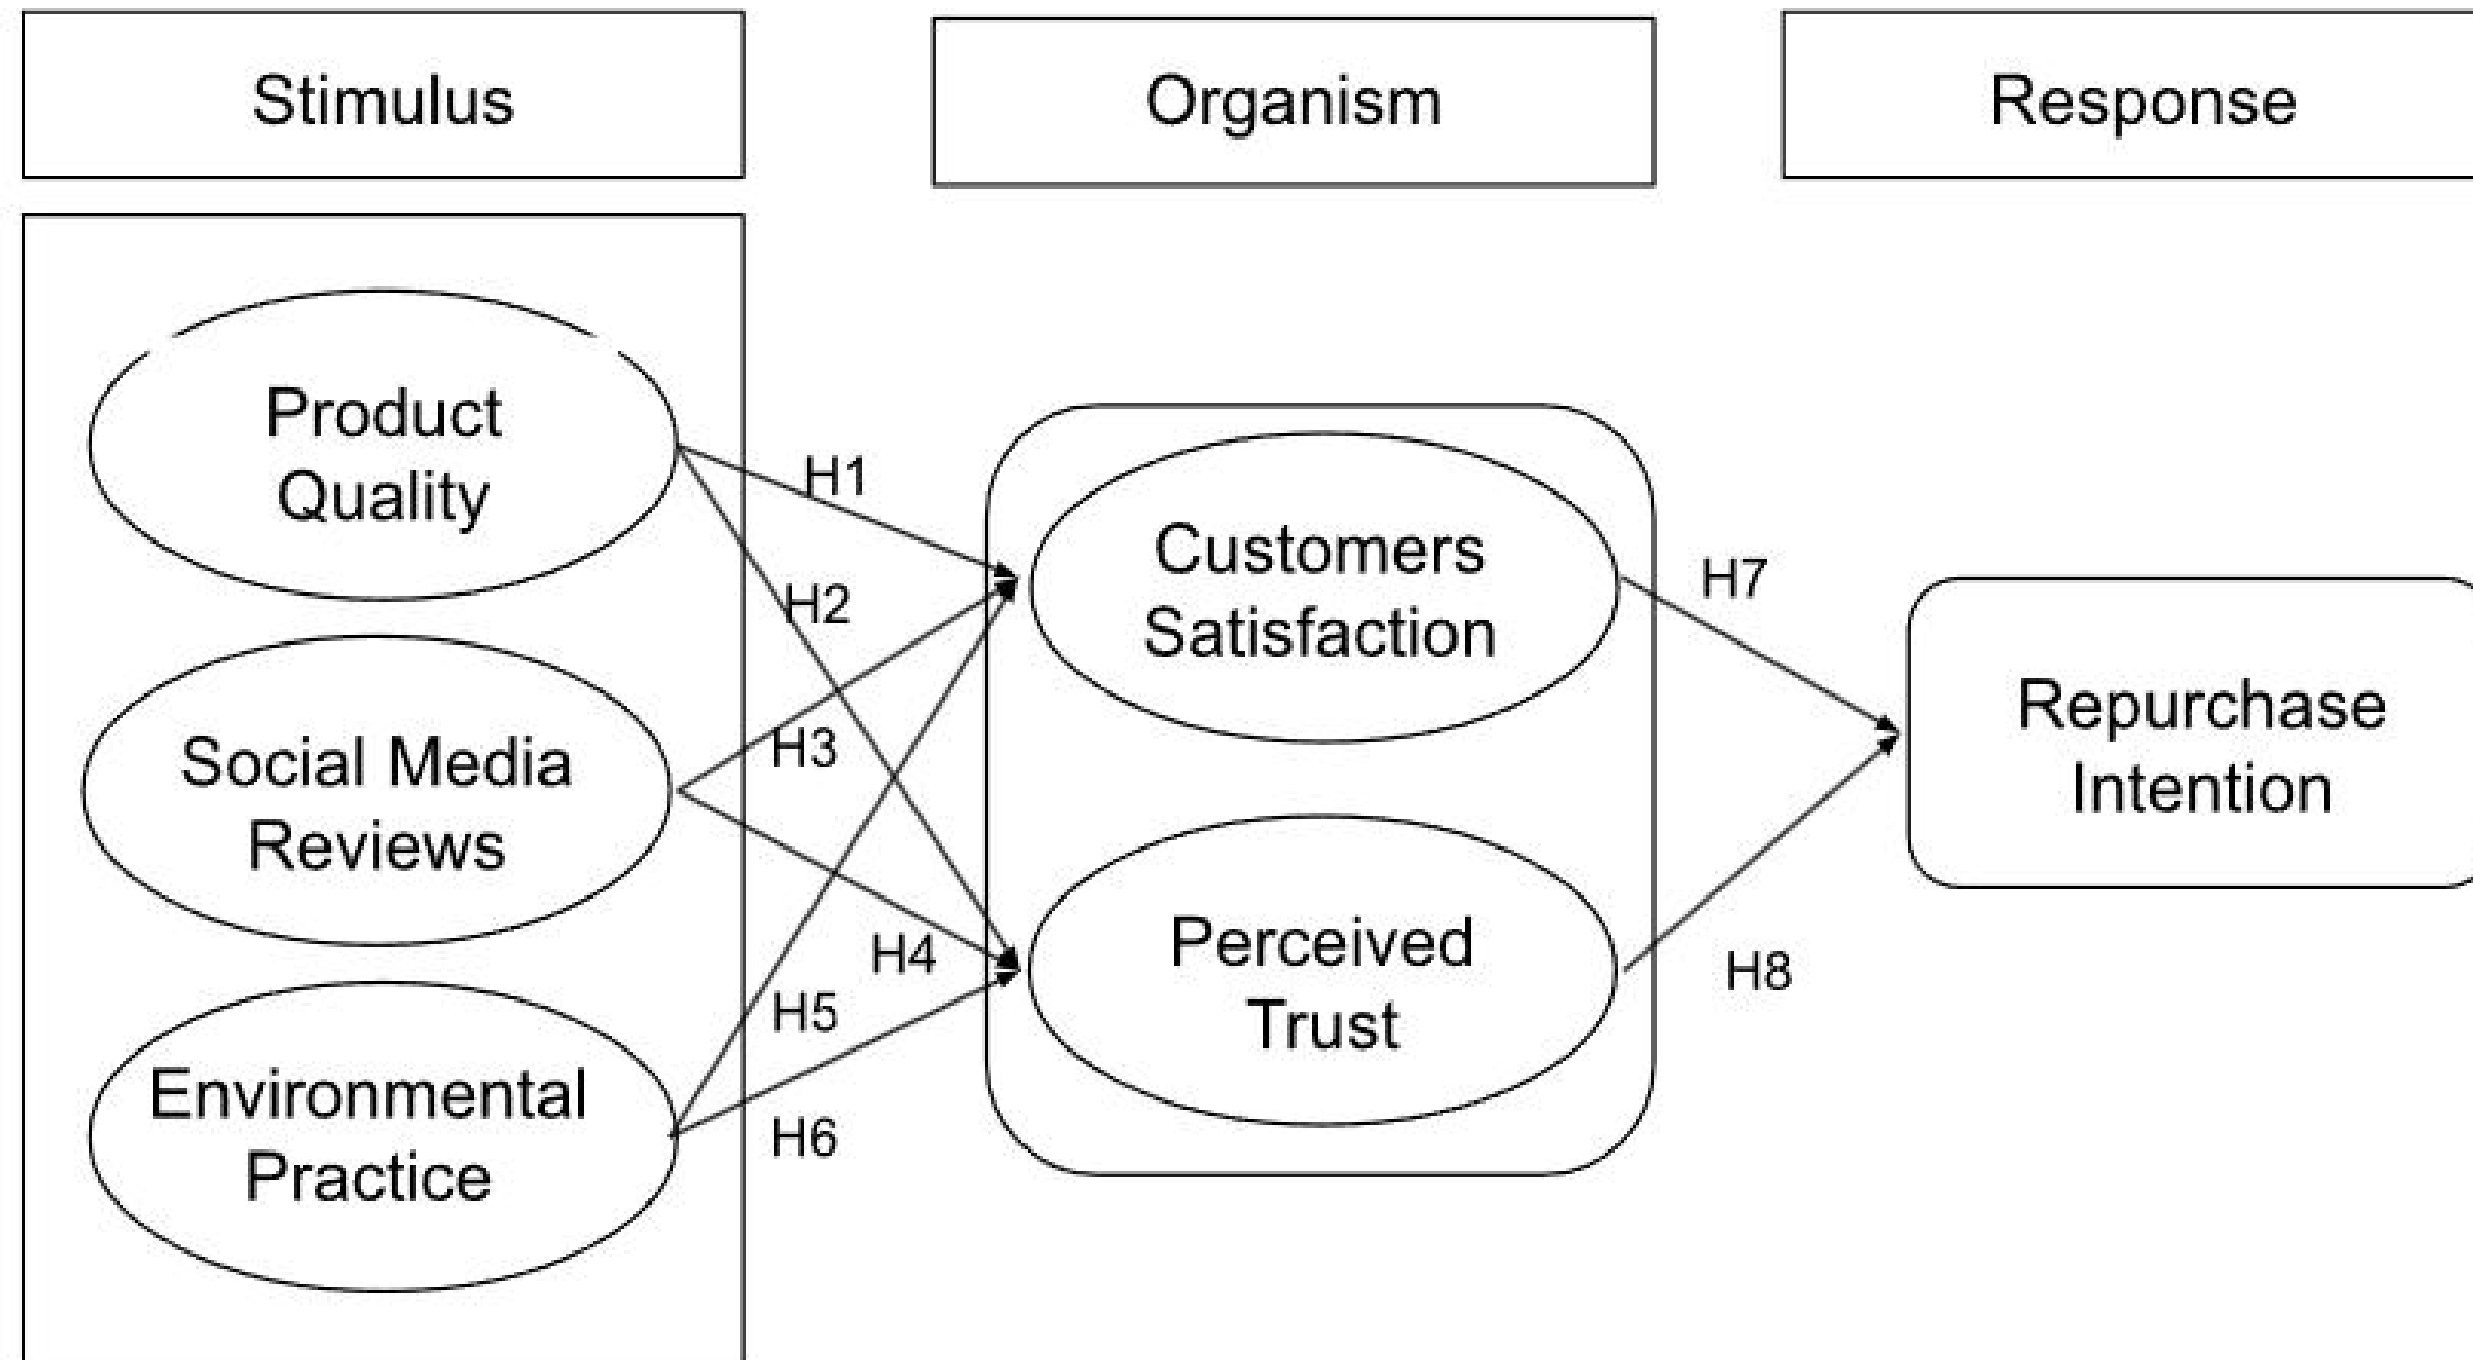 Stimulus
Organism
Response
Product
Quality
H1
H2
Customers
Satisfaction
H7
Social Media
Reviews
H3
Repurchase
Intention
H4
Perceived
Trust
H8
Environmental
Practice
H5
H6